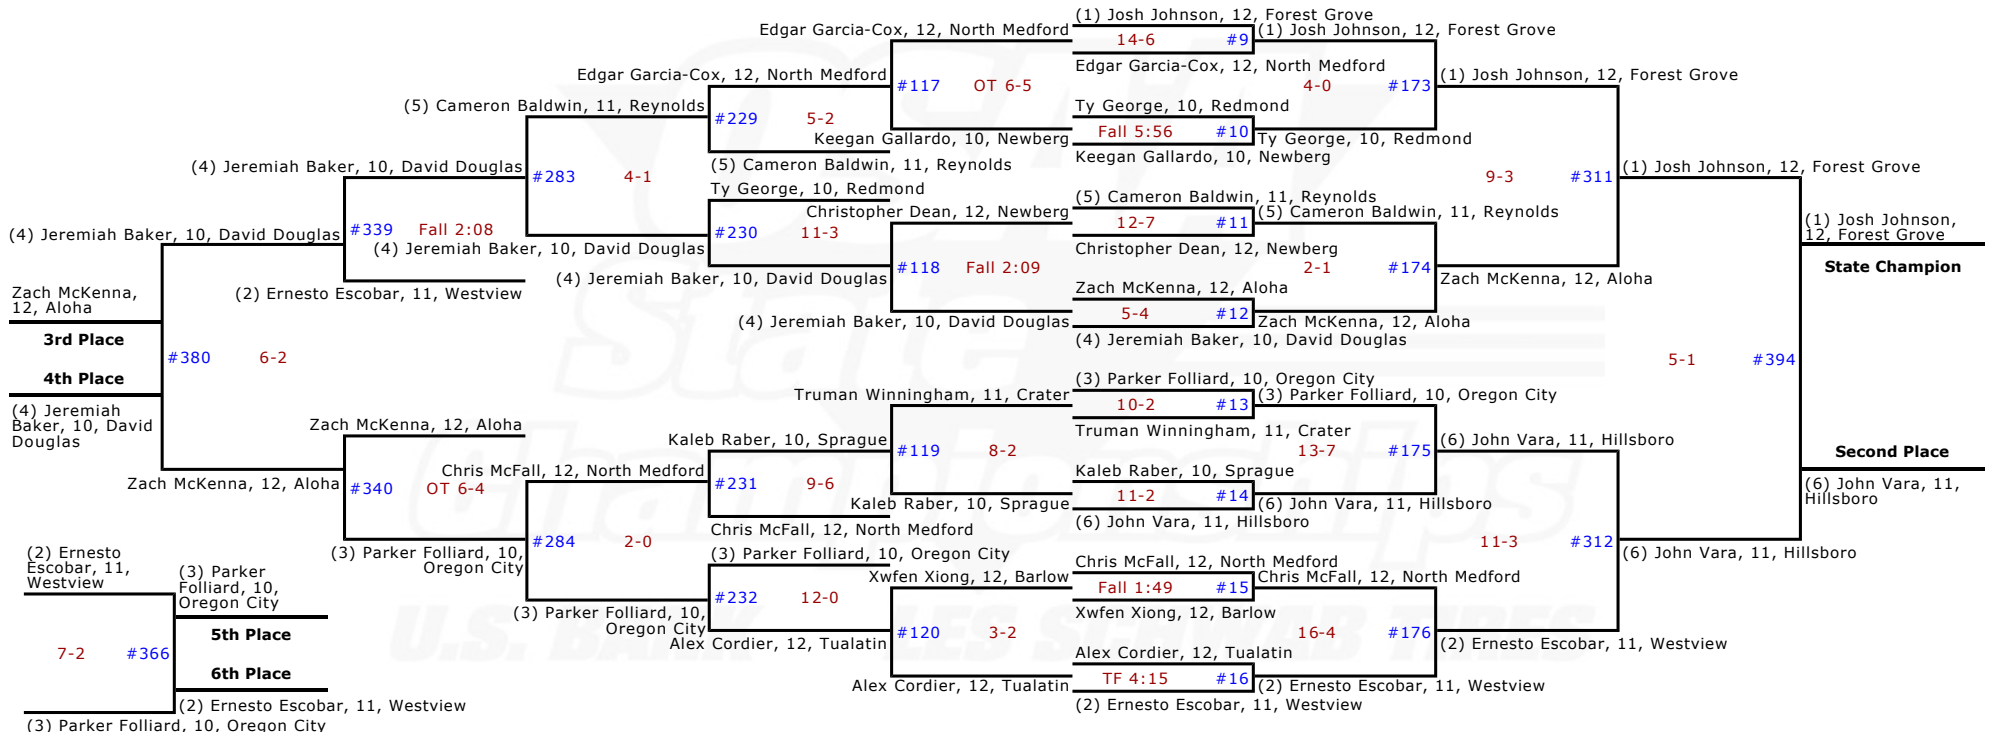 (1) Josh Johnson, 12, Forest Grove
Edgar Garcia-Cox, 12, North Medford
14-6 #9
(1) Josh Johnson, 12, Forest Grove
Edgar Garcia-Cox, 12, North Medford
Edgar Garcia-Cox, 12, North Medford
#117 OT 6-5
4-0 #173
(1) Josh Johnson, 12, Forest Grove
(5) Cameron Baldwin, 11, Reynolds
Ty George, 10, Redmond
#229 5-2
Fall 5:56 #10
Keegan Gallardo, 10, Newberg
Ty George, 10, Redmond
Keegan Gallardo, 10, Newberg
(5) Cameron Baldwin, 11, Reynolds
(4) Jeremiah Baker, 10, David Douglas
(1) Josh Johnson, 12, Forest Grove
#283 4-1
9-3 #311
Ty George, 10, Redmond
(5) Cameron Baldwin, 11, Reynolds
Christopher Dean, 12, Newberg
12-7 #11
(5) Cameron Baldwin, 11, Reynolds
(1) Josh Johnson,
12, Forest Grove
#339 Fall 2:08
#230 11-3
(4) Jeremiah Baker, 10, David Douglas
(4) Jeremiah Baker, 10, David Douglas
Christopher Dean, 12, Newberg
#118 Fall 2:09
2-1 #174
State Champion
(4) Jeremiah Baker, 10, David Douglas
Zach McKenna, 12, Aloha
Zach McKenna, 12, Aloha
(2) Ernesto Escobar, 11, Westview
Zach McKenna,
12, Aloha
5-4 #12
(4) Jeremiah Baker, 10, David Douglas
Zach McKenna, 12, Aloha
3rd Place
(4) Jeremiah Baker, 10, David Douglas
#380 6-2
5-1 #394
4th Place
(4) Jeremiah
Baker, 10, David
Douglas
(3) Parker Folliard, 10, Oregon City
Truman Winningham, 11, Crater
10-2 #13
(3) Parker Folliard, 10, Oregon City
Zach McKenna, 12, Aloha
Truman Winningham, 11, Crater
Kaleb Raber, 10, Sprague
#119 8-2
13-7 #175
(6) John Vara, 11, Hillsboro
Second Place
Chris McFall, 12, North Medford
Kaleb Raber, 10, Sprague
Zach McKenna, 12, Aloha
#340 OT 6-4
#231 9-6
11-2 #14
(6) John Vara, 11,
Hillsboro
Kaleb Raber, 10, Sprague
(6) John Vara, 11, Hillsboro
(6) John Vara, 11, Hillsboro
Chris McFall, 12, North Medford
#284 2-0
11-3 #312
(3) Parker Folliard, 10,
Oregon City
(3) Parker Folliard, 10, Oregon City
(6) John Vara, 11, Hillsboro
(2) Ernesto
Escobar, 11,
Westview
(3) Parker
Folliard, 10,
Oregon City
Chris McFall, 12, North Medford
Xwfen Xiong, 12, Barlow
Fall 1:49 #15
Chris McFall, 12, North Medford
#232 12-0
Xwfen Xiong, 12, Barlow
(3) Parker Folliard, 10,
Oregon City
5th Place
#120 3-2
16-4 #176
Alex Cordier, 12, Tualatin
(2) Ernesto Escobar, 11, Westview
7-2 #366
Alex Cordier, 12, Tualatin
6th Place
TF 4:15 #16
Alex Cordier, 12, Tualatin
(2) Ernesto Escobar, 11, Westview
(2) Ernesto Escobar, 11, Westview
(2) Ernesto Escobar, 11, Westview
(3) Parker Folliard, 10, Oregon City
OSAA
State
Championships
U.S. BANK LES SCHWAB TIRES